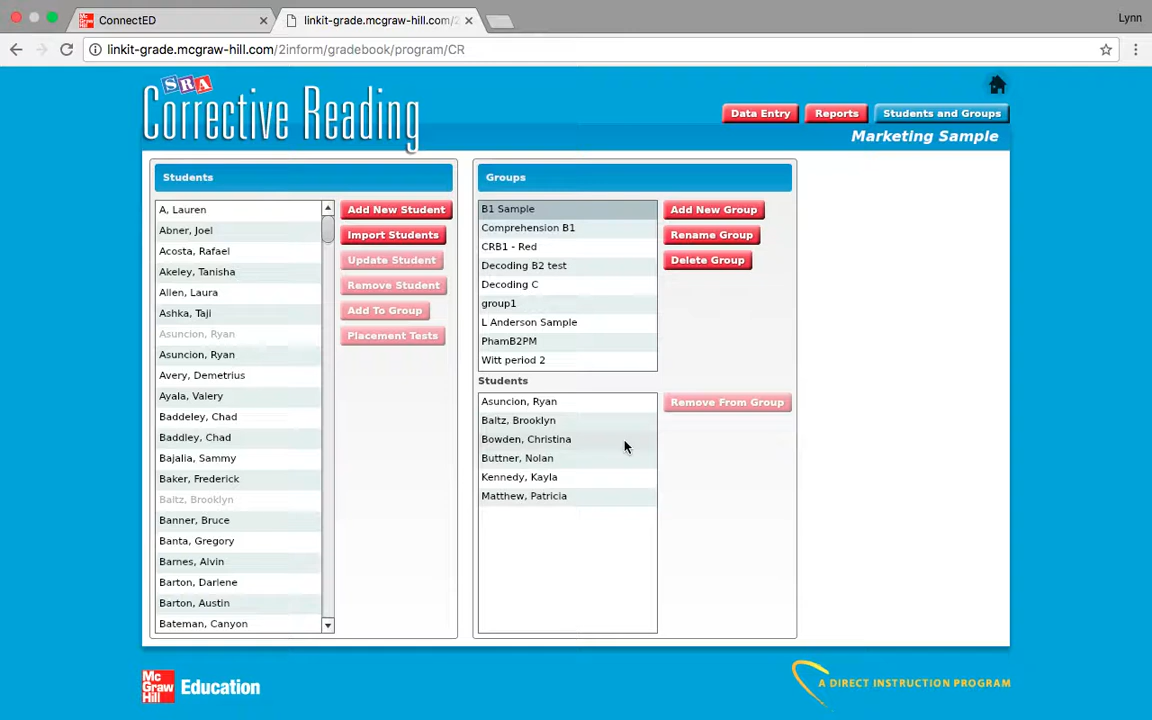 ConnectED
linkit-grade.mcgraw-hill.com/2
Lynn
linkit-grade.mcgraw-hill.com/2inform/gradebook/program/CR
SRA
Corrective Reading
Data Entry
Reports
Students and Groups
Marketing Sample
Students
A, Lauren
Abner, Joel
Acosta, Rafael
Akeley, Tanisha
Allen, Laura
Ashka, Taji
Asuncion, Ryan
Asuncion, Ryan
Avery, Demetrius
Ayala, Valery
Baddeley, Chad
Baddley, Chad
Bajalia, Sammy
Baker, Frederick
Baltz, Brooklyn
Banner, Bruce
Banta, Gregory
Barnes, Alvin
Barton, Darlene
Barton, Austin
Bateman, Canyon
Add New Student
Import Students
Update Student
Remove Student
Add To Group
Placement Tests
Groups
B1 Sample
Comprehension B1
CRB1 - Red
Decoding B2 test
Decoding C
group1
L Anderson Sample
PhamB2PM
Witt period 2
Add New Group
Rename Group
Delete Group
Students
Asuncion, Ryan
Baltz, Brooklyn
Bowden, Christina
Buttner, Nolan
Kennedy, Kayla
Matthew, Patricia
Remove From Group
Mc
Graw
Hill
Education
A DIRECT INSTRUCTION PROGRAM